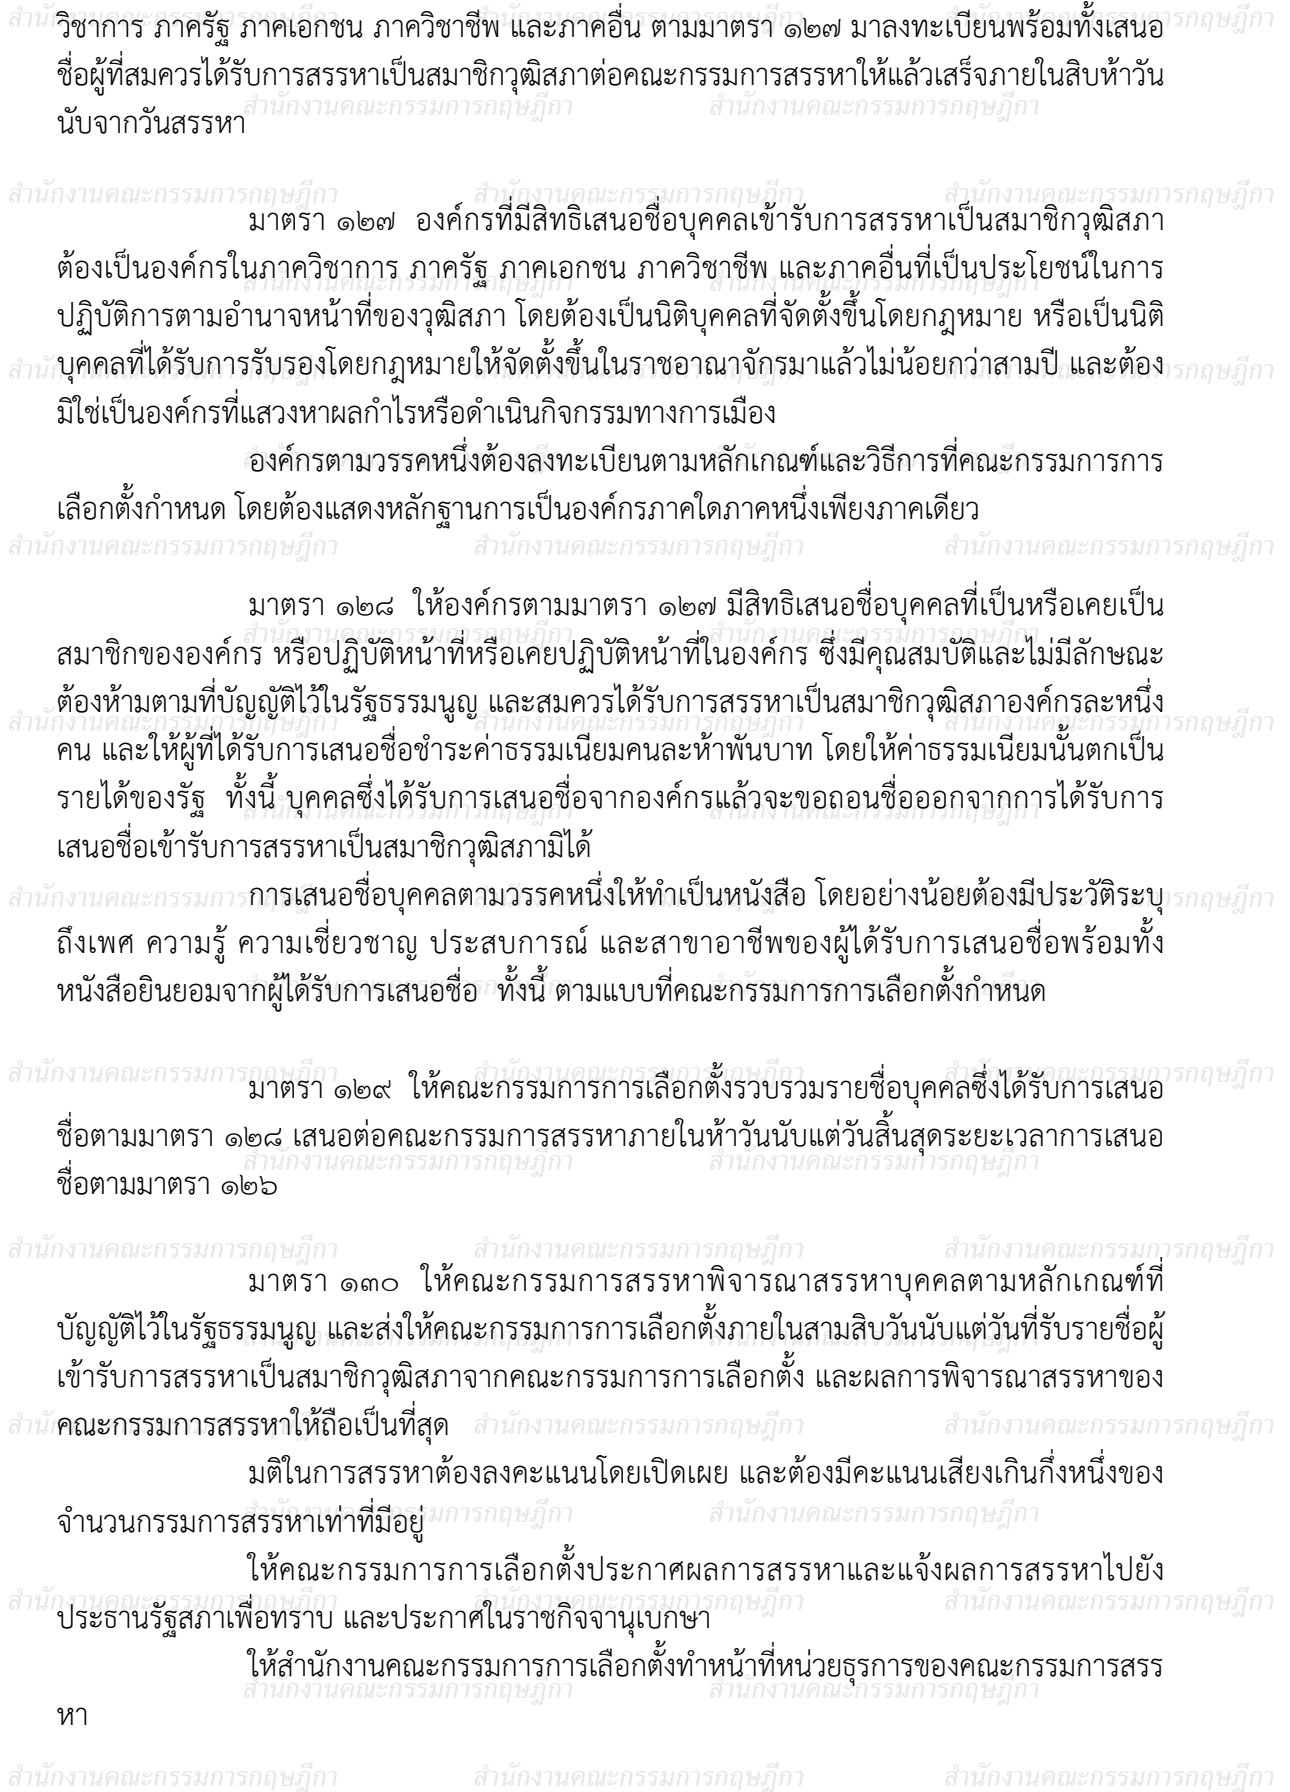 วิชาการ ภาครัฐ ภาคเอกชน ภาควิชาชีพ และภาคอื่น ตามมาตรา ๑๒๗ มาลงทะเบียนพร้อมทั้งเสนอ
ชื่อผู้ที่สมควรได้รับการสรรหาเป็นสมาชิกวุฒิสภาต่อคณะกรรมการสรรหาให้แล้วเสร็จภายในสิบห้าวัน
นับจากวันสรรหา
มาตรา ๑๒๗  องค์กรที่มีสิทธิเสนอชื่อบุคคลเข้ารับการสรรหาเป็นสมาชิกวุฒิสภา
ต้องเป็นองค์กรในภาควิชาการ ภาครัฐ ภาคเอกชน ภาควิชาชีพ และภาคอื่นที่เป็นประโยชน์ในการ
ปฏิบัติการตามอำนาจหน้าที่ของวุฒิสภา โดยต้องเป็นนิติบุคคลที่จัดตั้งขึ้นโดยกฎหมาย หรือเป็นนิติ
บุคคลที่ได้รับการรับรองโดยกฎหมายให้จัดตั้งขึ้นในราชอาณาจักรมาแล้วไม่น้อยกว่าสามปี และต้อง
มิใช่เป็นองค์กรที่แสวงหาผลกำไรหรือดำเนินกิจกรรมทางการเมือง
องค์กรตามวรรคหนึ่งต้องลงทะเบียนตามหลักเกณฑ์และวิธีการที่คณะกรรมการการ
เลือกตั้งกำหนด โดยต้องแสดงหลักฐานการเป็นองค์กรภาคใดภาคหนึ่งเพียงภาคเดียว
มาตรา ๑๒๘  ให้องค์กรตามมาตรา ๑๒๗ มีสิทธิเสนอชื่อบุคคลที่เป็นหรือเคยเป็น
สมาชิกขององค์กร หรือปฏิบัติหน้าที่หรือเคยปฏิบัติหน้าที่ในองค์กร ซึ่งมีคุณสมบัติและไม่มีลักษณะ
ต้องห้ามตามที่บัญญัติไว้ในรัฐธรรมนูญ และสมควรได้รับการสรรหาเป็นสมาชิกวุฒิสภาองค์กรละหนึ่ง
คน และให้ผู้ที่ได้รับการเสนอชื่อชำระค่าธรรมเนียมคนละห้าพันบาท โดยให้ค่าธรรมเนียมนั้นตกเป็น
รายได้ของรัฐ  ทั้งนี้ บุคคลซึ่งได้รับการเสนอชื่อจากองค์กรแล้วจะขอถอนชื่อออกจากการได้รับการ
เสนอชื่อเข้ารับการสรรหาเป็นสมาชิกวุฒิสภามิได้
การเสนอชื่อบุคคลตามวรรคหนึ่งให้ทำเป็นหนังสือ โดยอย่างน้อยต้องมีประวัติระบุ
ถึงเพศ ความรู้ ความเชี่ยวชาญ ประสบการณ์ และสาขาอาชีพของผู้ได้รับการเสนอชื่อพร้อมทั้ง
หนังสือยินยอมจากผู้ได้รับการเสนอชื่อ  ทั้งนี้ ตามแบบที่คณะกรรมการการเลือกตั้งกำหนด
มาตรา ๑๒๙  ให้คณะกรรมการการเลือกตั้งรวบรวมรายชื่อบุคคลซึ่งได้รับการเสนอ
ชื่อตามมาตรา ๑๒๘ เสนอต่อคณะกรรมการสรรหาภายในห้าวันนับแต่วันสิ้นสุดระยะเวลาการเสนอ
ชื่อตามมาตรา ๑๒๖
มาตรา ๑๓๐  ให้คณะกรรมการสรรหาพิจารณาสรรหาบุคคลตามหลักเกณฑ์ที่
บัญญัติไว้ในรัฐธรรมนูญ และส่งให้คณะกรรมการการเลือกตั้งภายในสามสิบวันนับแต่วันที่รับรายชื่อผู้
เข้ารับการสรรหาเป็นสมาชิกวุฒิสภาจากคณะกรรมการการเลือกตั้ง และผลการพิจารณาสรรหาของ
คณะกรรมการสรรหาให้ถือเป็นที่สุด
มติในการสรรหาต้องลงคะแนนโดยเปิดเผย และต้องมีคะแนนเสียงเกินกึ่งหนึ่งของ
จำนวนกรรมการสรรหาเท่าที่มีอยู่
ให้คณะกรรมการการเลือกตั้งประกาศผลการสรรหาและแจ้งผลการสรรหาไปยัง
ประธานรัฐสภาเพื่อทราบ และประกาศในราชกิจจานุเบกษา
ให้สำนักงานคณะกรรมการการเลือกตั้งทำหน้าที่หน่วยธุรการของคณะกรรมการสรร
หา
สำนักงานคณะกรรมการกฤษฎีกา สำนักงานคณะกรรมการกฤษฎีกา สำนักงานคณะกรรมการกฤษฎีกา